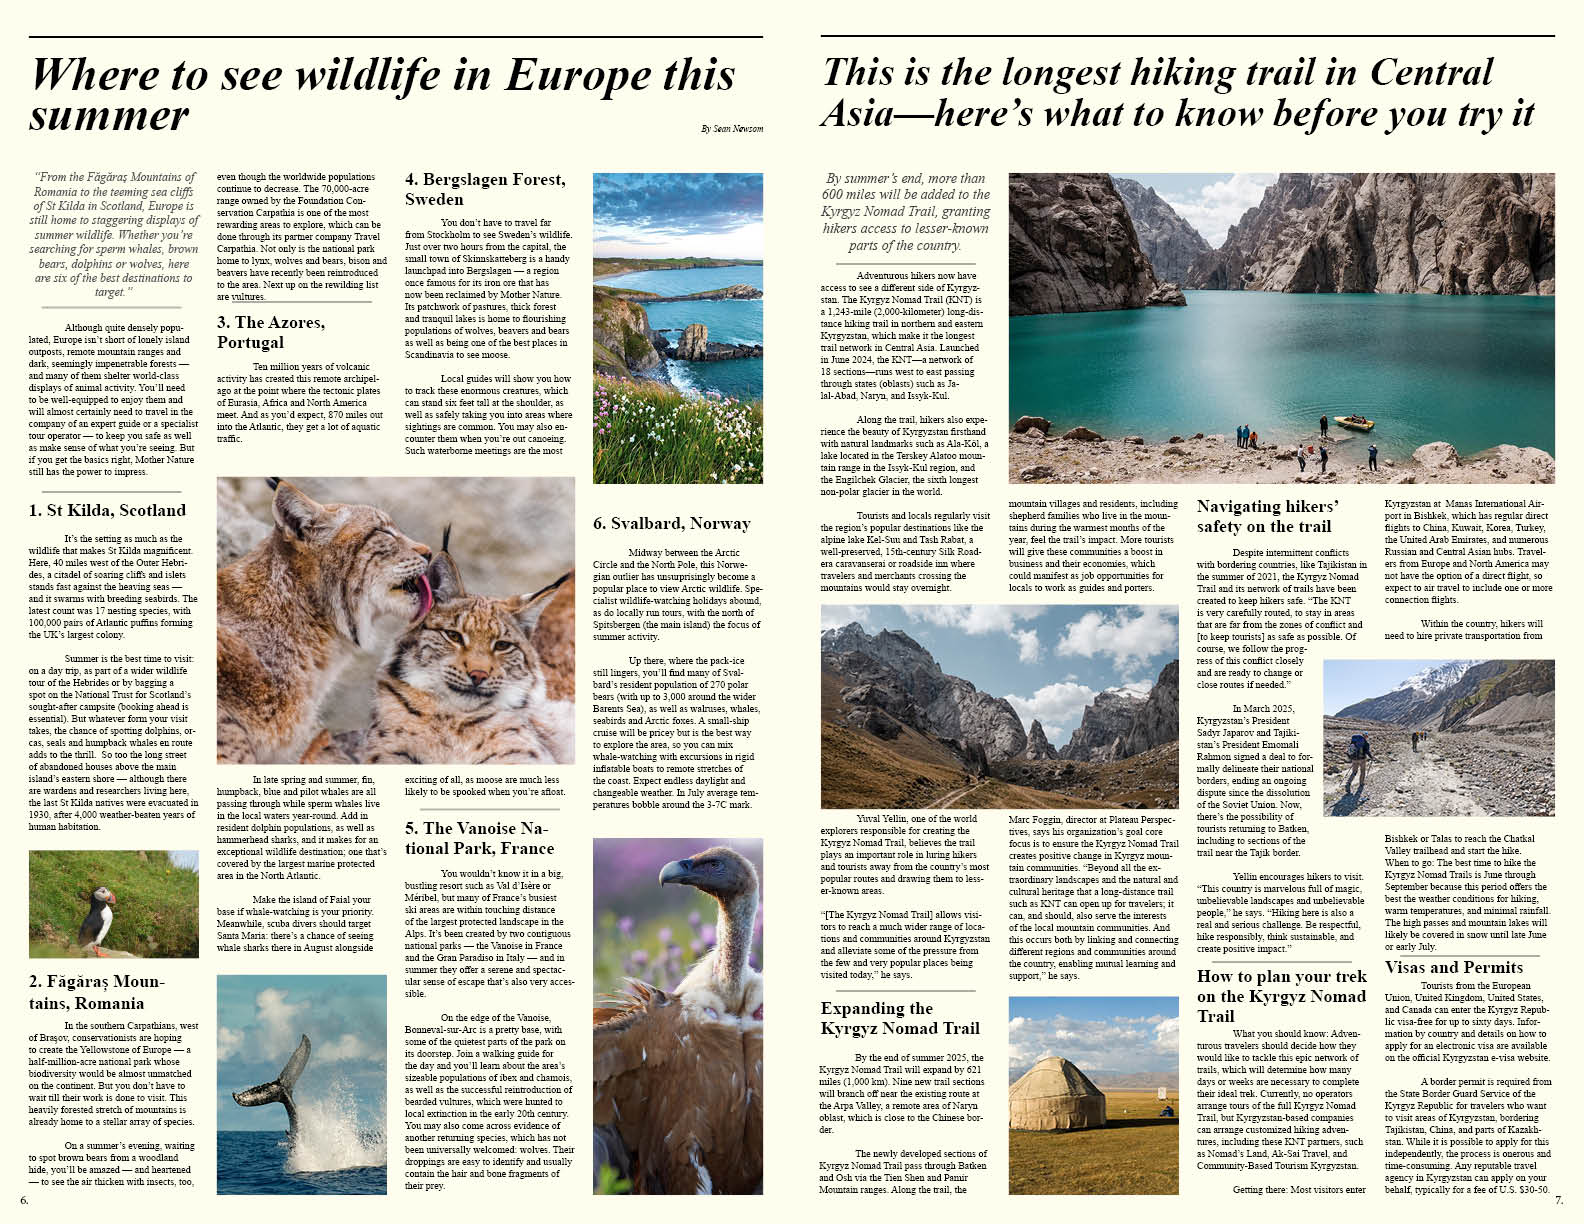 Where to see wildlife in Europe this
summer
By Sean Newsom
“From the Făgăraș Mountains of
Romania to the teeming sea cliffs
of St Kilda in Scotland, Europe is
still home to staggering displays of
summer wildlife. Whether you’re
searching for sperm whales, brown
bears, dolphins or wolves, here
are six of the best destinations to
target.”
Although quite densely popu-
lated, Europe isn’t short of lonely island
outposts, remote mountain ranges and
dark, seemingly impenetrable forests —
and many of them shelter world-class
displays of animal activity. You’ll need
to be well-equipped to enjoy them and
will almost certainly need to travel in the
company of an expert guide or a specialist
tour operator — to keep you safe as well
as make sense of what you’re seeing. But
if you get the basics right, Mother Nature
still has the power to impress.
1. St Kilda, Scotland
It’s the setting as much as the
wildlife that makes St Kilda magnificent.
Here, 40 miles west of the Outer Hebri-
des, a citadel of soaring cliffs and islets
stands fast against the heaving seas —
and it swarms with breeding seabirds. The
latest count was 17 nesting species, with
100,000 pairs of Atlantic puffins forming
the UK’s largest colony.
Summer is the best time to visit:
on a day trip, as part of a wider wildlife
tour of the Hebrides or by bagging a
spot on the National Trust for Scotland’s
sought-after campsite (booking ahead is
essential). But whatever form your visit
takes, the chance of spotting dolphins, or-
cas, seals and humpback whales en route
adds to the thrill.  So too the long street
of abandoned houses above the main
island’s eastern shore — although there
are wardens and researchers living here,
the last St Kilda natives were evacuated in
1930, after 4,000 weather-beaten years of
human habitation.
2. Făgăraș Moun-
tains, Romania
In the southern Carpathians, west
of Brașov, conservationists are hoping
to create the Yellowstone of Europe — a
half-million-acre national park whose
biodiversity would be almost unmatched
on the continent. But you don’t have to
wait till their work is done to visit. This
heavily forested stretch of mountains is
already home to a stellar array of species.
On a summer’s evening, waiting
to spot brown bears from a woodland
hide, you’ll be amazed — and heartened
— to see the air thicken with insects, too,
even though the worldwide populations
continue to decrease. The 70,000-acre
range owned by the Foundation Con-
servation Carpathia is one of the most
rewarding areas to explore, which can be
done through its partner company Travel
Carpathia. Not only is the national park
home to lynx, wolves and bears, bison and
beavers have recently been reintroduced
to the area. Next up on the rewilding list
are vultures.
3. The Azores,
Portugal
Ten million years of volcanic
activity has created this remote archipel-
ago at the point where the tectonic plates
of Eurasia, Africa and North America
meet. And as you’d expect, 870 miles out
into the Atlantic, they get a lot of aquatic
traffic.
In late spring and summer, fin,
humpback, blue and pilot whales are all
passing through while sperm whales live
in the waters year-round. Add in
resident dolphin populations, as well as
hammerhead sharks, and it makes for an
exceptional wildlife destination; one that’s
covered by the largest marine protected
area in the North Atlantic.
Make the island of Faial your
base if whale-watching is your priority.
Meanwhile, scuba divers should target
Santa Maria: there’s a chance of seeing
whale sharks there in August alongside
4. Bergslagen Forest,
Sweden
You don’t have to travel far
from Stockholm to see Sweden’s wildlife.
Just over two hours from the capital, the
small town of Skinnskatteberg is a handy
launchpad into Bergslagen — a region
once famous for its iron ore that has
now been reclaimed by Mother Nature.
Its patchwork of pastures, thick forest
and tranquil lakes is home to flourishing
populations of wolves, beavers and bears
as well as being one of the best places in
Scandinavia to see moose.
Local guides will show you how
to track these enormous creatures, which
can stand six feet tall at the shoulder, as
well as safely taking you into areas where
sightings are common. You may also en-
counter them when you’re out canoeing.
Such waterborne meetings are the most
exciting of all, as moose are much less
likely to be spooked when you’re afloat.
5. The Vanoise Na-
tional Park, France
You wouldn’t know it in a big,
bustling resort such as Val d’Isère or
Méribel, but many of France’s busiest
ski areas are within touching distance
of the largest protected landscape in the
Alps. It’s been created by two contiguous
national parks — the Vanoise in France
and the Gran Paradiso in Italy — and in
summer they offer a serene and spectac-
ular sense of escape that’s also very acces-
sible.
On the edge of the Vanoise,
Bonneval-sur-Arc is a pretty base, with
some of the quietest parts of the park on
its doorstep. Join a walking guide for
the day and you’ll learn about the area’s
sizeable populations of ibex and chamois,
as well as the successful reintroduction of
bearded vultures, which were hunted to
local extinction in the early 20th century.
You may also come across evidence of
another returning species, which has not
been universally welcomed: wolves. Their
droppings are easy to identify and usually
contain the hair and bone fragments of
their prey.
6. Svalbard, Norway
Midway between the Arctic
Circle and the North Pole, this Norwe-
gian outlier has unsurprisingly become a
popular place to view Arctic wildlife. Spe-
cialist wildlife-watching holidays abound,
as do locally run tours, with the north of
Spitsbergen (the main island) the focus of
summer activity.
Up there, where the pack-ice
still lingers, you’ll find many of Sval-
bard’s resident population of 270 polar
bears (with up to 3,000 around the wider
Barents Sea), as well as walruses, whales,
seabirds and Arctic foxes. A small-ship
cruise will be pricey but is the best way
to explore the area, so you can mix
whale-watching with excursions in rigid
inflatable boats to remote stretches of
the coast. Expect endless daylight and
changeable weather. In July average tem-
peratures bobble around the 3-7C mark.
6.
This is the longest hiking trail in Central
Asia—here’s what to know before you try it
By summer’s end, more than
600 miles will be added to the
Kyrgyz Nomad Trail, granting
hikers access to lesser-known
parts of the country.
Adventurous hikers now have
access to see a different side of Kyrgyz-
stan. The Kyrgyz Nomad Trail (KNT) is
a 1,243-mile (2,000-kilometer) long-dis-
tance hiking trail in northern and eastern
Kyrgyzstan, which make it the longest
trail network in Central Asia. Launched
in June 2024, the KNT—a network of
18 sections—runs west to east passing
through states (oblasts) such as Ja-
lal-Abad, Naryn, and Issyk-Kul.
Along the trail, hikers also expe-
rience the beauty of Kyrgyzstan firsthand
with natural landmarks such as Ala-Köl, a
lake located in the Terskey Alatoo moun-
tain range in the Issyk-Kul region, and
the Engilchek Glacier, the sixth longest
non-polar glacier in the world.
Tourists and locals regularly visit
the region’s popular destinations like the
alpine lake Kel-Suu and Tash Rabat, a
well-preserved, 15th-century Silk Road-
era caravanserai or roadside inn where
travelers and merchants crossing the
mountains would stay overnight.
Yuval Yellin, one of the world
explorers responsible for creating the
Kyrgyz Nomad Trail, believes the trail
plays an important role in luring hikers
and tourists away from the country’s most
popular routes and drawing them to less-
er-known areas.
“[The Kyrgyz Nomad Trail] allows visi-
tors to reach a much wider range of loca-
tions and communities around Kyrgyzstan
and alleviate some of the pressure from
the few and very popular places being
visited today,” he says.
Expanding the
Kyrgyz Nomad Trail
By the end of summer 2025, the
Kyrgyz Nomad Trail will expand by 621
miles (1,000 km). Nine new trail sections
will branch off near the existing route at
the Arpa Valley, a remote area of Naryn
oblast, which is close to the Chinese bor-
der.
The newly developed sections of
Kyrgyz Nomad Trail pass through Batken
and Osh via the Tien Shen and Pamir
Mountain ranges. Along the trail, the
mountain villages and residents, including
shepherd families who live in the moun-
tains during the warmest months of the
year, feel the trail’s impact. More tourists
will give these communities a boost in
business and their economies, which
could manifest as job opportunities for
locals to work as guides and porters.
Marc Foggin, director at Plateau Perspec-
tives, says his organization’s goal core
focus is to ensure the Kyrgyz Nomad Trail
creates positive change in Kyrgyz moun-
tain communities. “Beyond all the ex-
traordinary landscapes and the natural and
cultural heritage that a long-distance trail
such as KNT can open up for travelers; it
can, and should, also serve the interests
of the local mountain communities. And
this occurs both by linking and connecting
different regions and communities around
the country, enabling mutual learning and
support,” he says.
Navigating hikers’
safety on the trail
Despite intermittent conflicts
with bordering countries, like Tajikistan in
the summer of 2021, the Kyrgyz Nomad
Trail and its network of trails have been
created to keep hikers safe. “The KNT
is very carefully routed, to stay in areas
that are far from the zones of conflict and
[to keep tourists] as safe as possible. Of
course, we follow the prog-
ress of this conflict closely
and are ready to change or
close routes if needed.”
In March 2025,
Kyrgyzstan’s President
Sadyr Japarov and Tajiki-
stan’s President Emomali
Rahmon signed a deal to for-
mally delineate their national
borders, ending an ongoing
dispute since the dissolution
of the Soviet Union. Now,
there’s the possibility of
tourists returning to Batken,
including to sections of the
trail near the Tajik border.
Yellin encourages hikers to visit.
“This country is marvelous full of magic,
unbelievable landscapes and unbelievable
people,” he says. “Hiking here is also a
real and serious challenge. Be respectful,
hike responsibly, think sustainable, and
create positive impact.”
How to plan your trek
on the Kyrgyz Nomad
Trail
What you should know: Adven-
turous travelers should decide how they
would like to tackle this epic network of
trails, which will determine how many
days or weeks are necessary to complete
their ideal trek. Currently, no operators
arrange tours of the full Kyrgyz Nomad
Trail, but Kyrgyzstan-based companies
can arrange customized hiking adven-
tures, including these KNT partners, such
as Nomad’s Land, Ak-Sai Travel, and
Community-Based Tourism Kyrgyzstan.
Getting there: Most visitors enter
Kyrgyzstan at  Manas International Air-
port in Bishkek, which has regular direct
flights to China, Kuwait, Korea, Turkey,
the United Arab Emirates, and numerous
Russian and Central Asian hubs. Travel-
ers from Europe and North America may
not have the option of a direct flight, so
expect to air travel to include one or more
connection flights.
Within the country, hikers will
need to hire private transportation from
Bishkek or Talas to reach the Chatkal
Valley trailhead and start the hike.
When to go: The best time to hike the
Kyrgyz Nomad Trails is June through
September because this period offers the
best the weather conditions for hiking,
warm temperatures, and minimal rainfall.
The high passes and mountain lakes will
likely be covered in snow until late June
or early July.
Visas and Permits
Tourists from the European
Union, United Kingdom, United States,
and Canada can enter the Kyrgyz Repub-
lic visa-free for up to sixty days. Infor-
mation by country and details on how to
apply for an electronic visa are available
on the official Kyrgyzstan e-visa website.
A border permit is required from
the State Border Guard Service of the
Kyrgyz Republic for travelers who want
to visit areas of Kyrgyzstan, bordering
Tajikistan, China, and parts of Kazakh-
stan. While it is possible to apply for this
independently, the process is onerous and
time-consuming. Any reputable travel
agency in Kyrgyzstan can apply on your
behalf, typically for a fee of U.S. $30-50.
7.